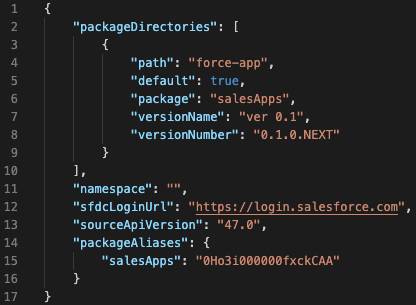 1 {
2 "packageDirectories": [
3 {
4 "path": "force-app",
5 "default": true,
6 "package": "salesApps",
7 "versionName": "ver 0.1",
8 "versionNumber": "0.1.0.NEXT"
9 }
10 ],
11 "namespace": "",
12 "sfdcLoginUrl": "https://login.salesforce.com",
13 "sourceApiVersion": "47.0",
14 "packageAliases": {
15 "salesApps": "0Ho3i000000fxckCAA"
16 }
17 }